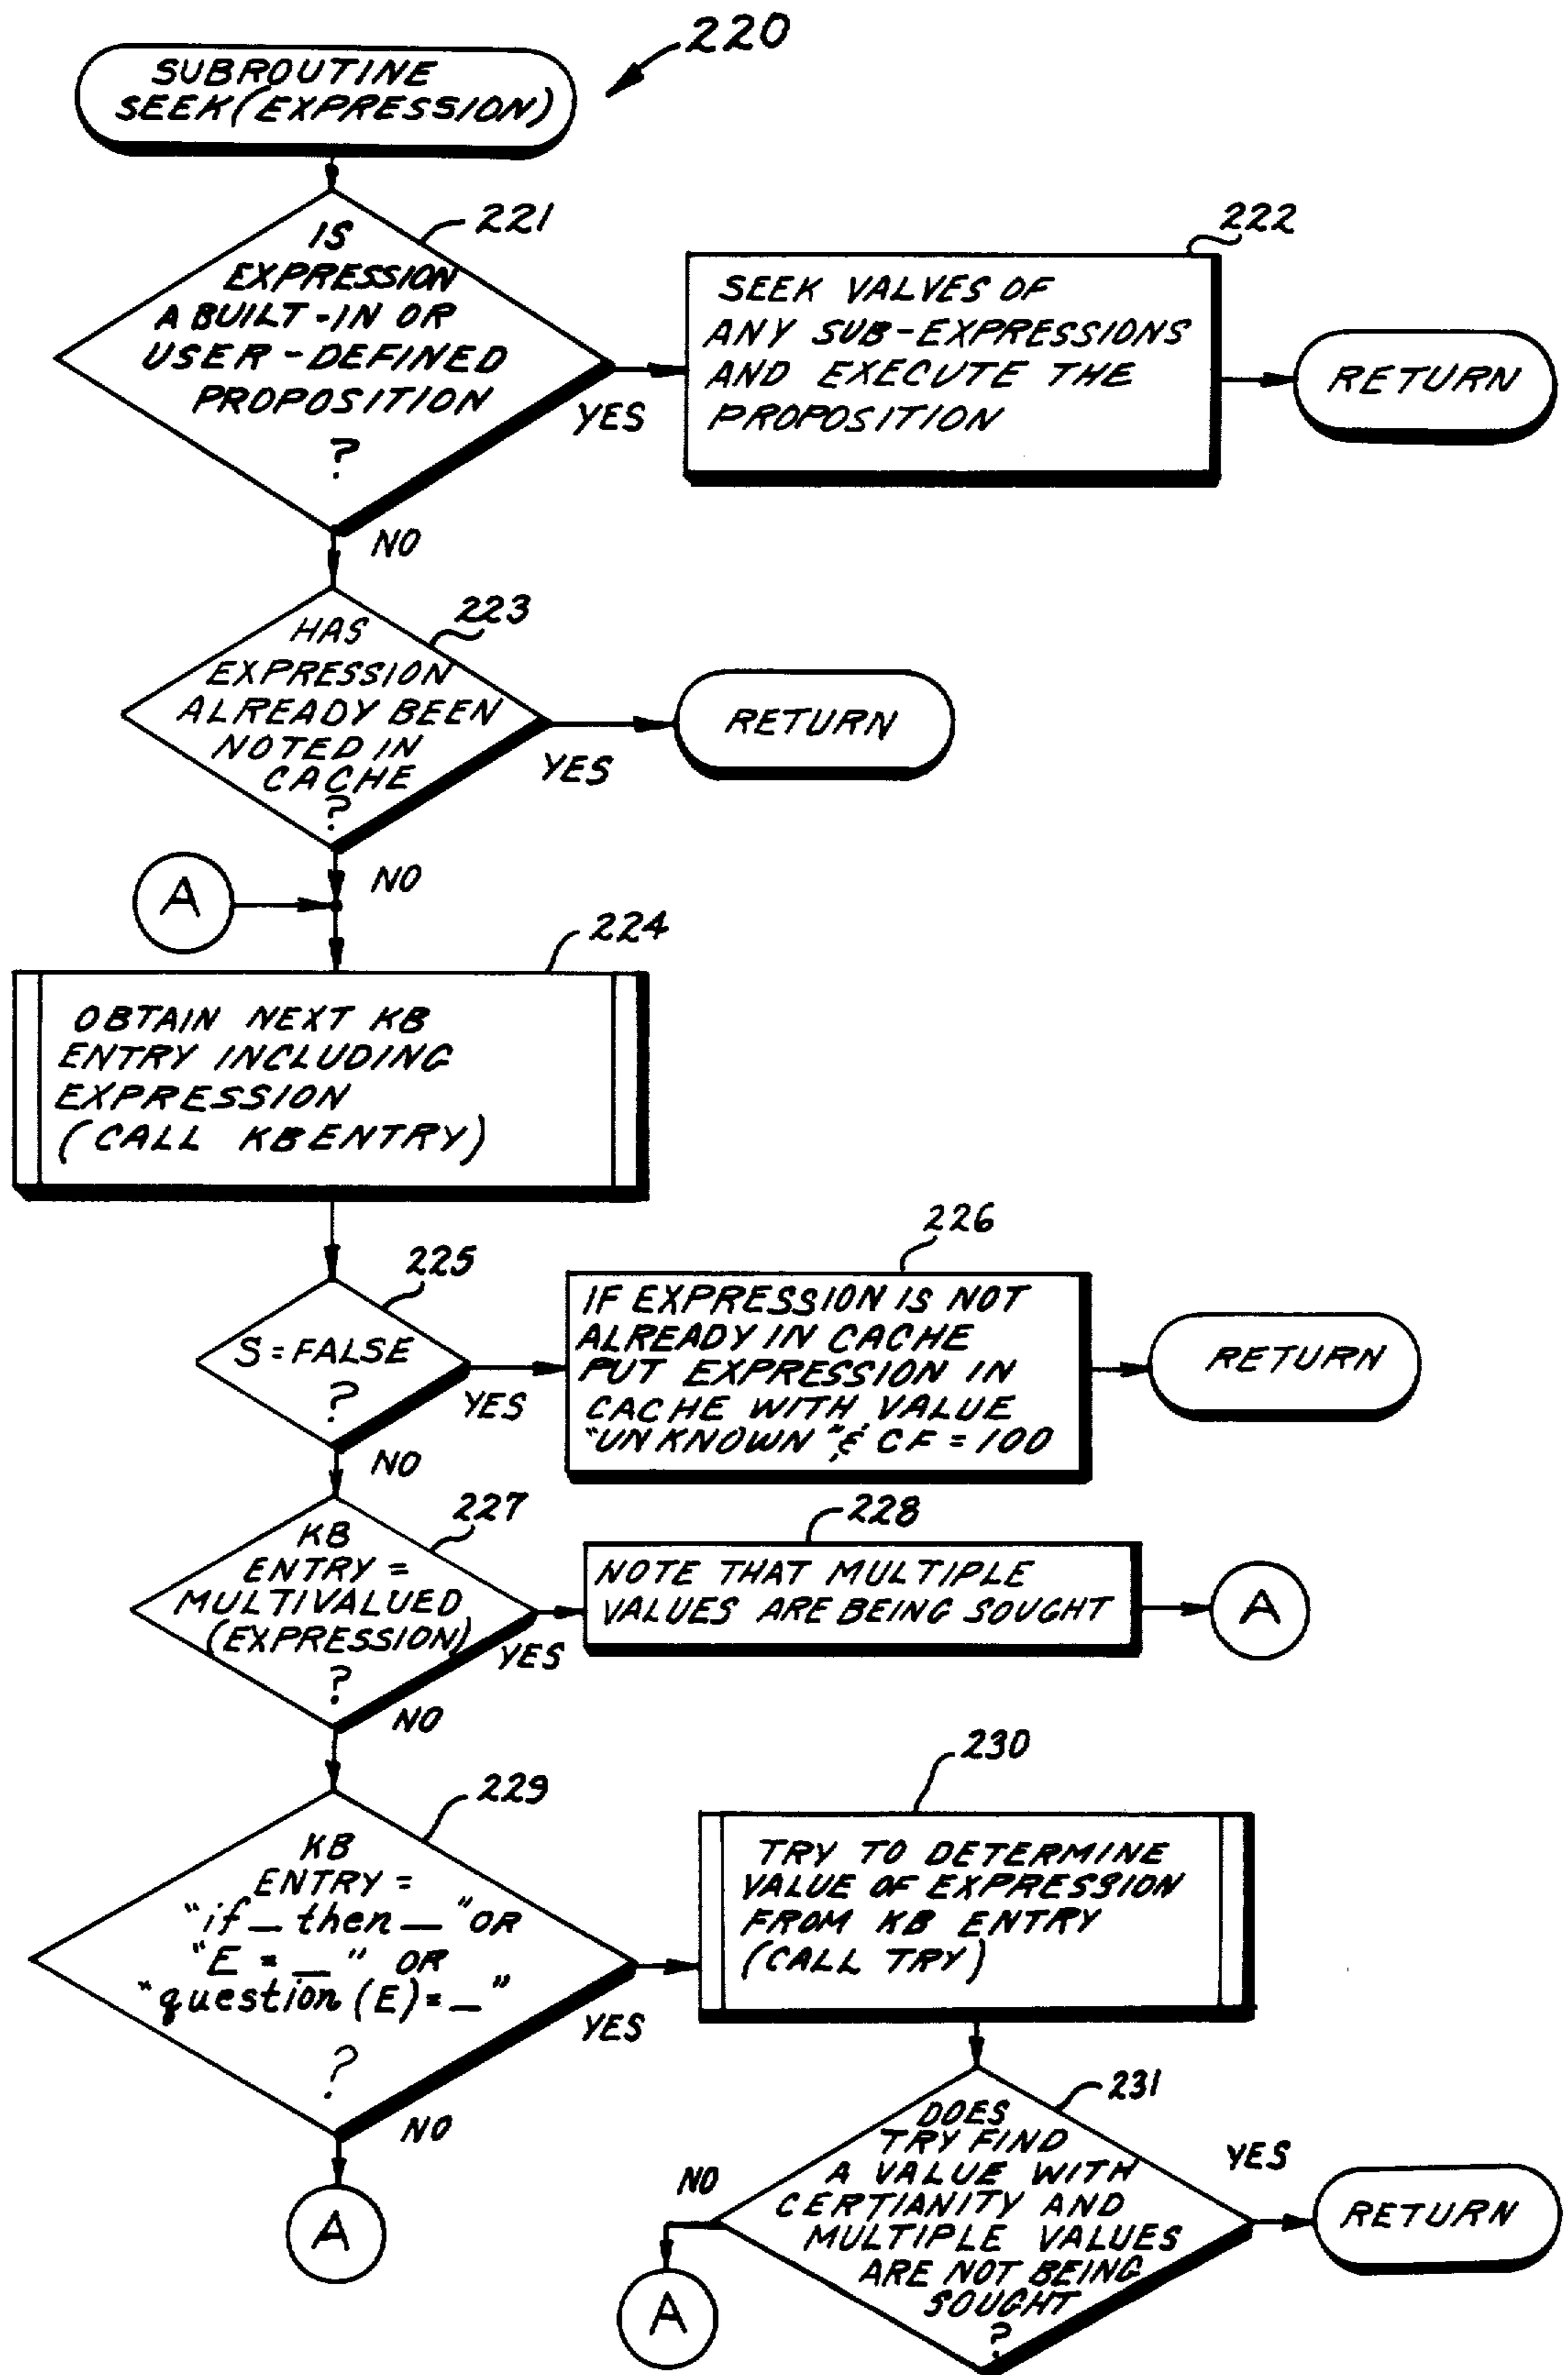 220
SUBROUTINE
SEEK(EXPRESSION)
221
IS
EXPRESSION
A BUILT-IN OR
USER-DEFINED
PROPOSITION
?
YES
NO
222
SEEK VALVES OF
ANY SUB-EXPRESSIONS
AND EXECUTE THE
PROPOSITION
RETURN
223
HAS
EXPRESSION
ALREADY BEEN
NOTED IN
CACHE
?
YES
NO
RETURN
A
224
OBTAIN NEXT KB
ENTRY INCLUDING
EXPRESSION
(CALL KBENTRY)
225
S=FALSE
?
YES
NO
226
IF EXPRESSION IS NOT
ALREADY IN CACHE
PUT EXPRESSION IN
CACHE WITH VALUE
"UNKNOWN" & CF=100
RETURN
227
KB
ENTRY =
MULTIVALUED
(EXPRESSION)
?
YES
NO
228
NOTE THAT MULTIPLE
VALUES ARE BEING SOUGHT
A
229
KB
ENTRY =
"if _ then _" OR
"E = _" OR
"question (E)= _"
?
YES
NO
A
230
TRY TO DETERMINE
VALUE OF EXPRESSION
FROM KB ENTRY
(CALL TRY)
231
DOES
TRY FIND
A VALUE WITH
CERTIANITY AND
MULTIPLE VALUES
ARE NOT BEING
SOUGHT
?
NO
A
YES
RETURN